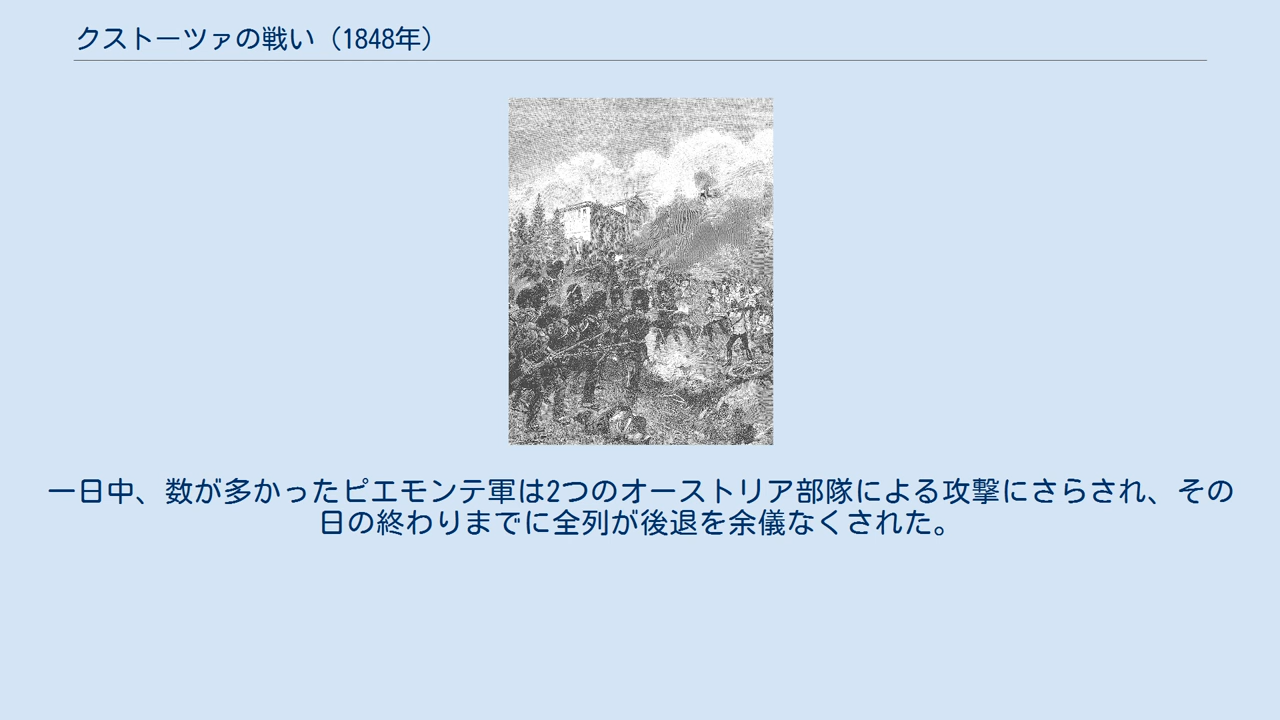 クストーツァの戦い（1848年）
一日中、数が多かったピエモンテ軍は2つのオーストリア部隊による攻撃にさらされ、その
日の終わりまでに全列が後退を余儀なくされた。